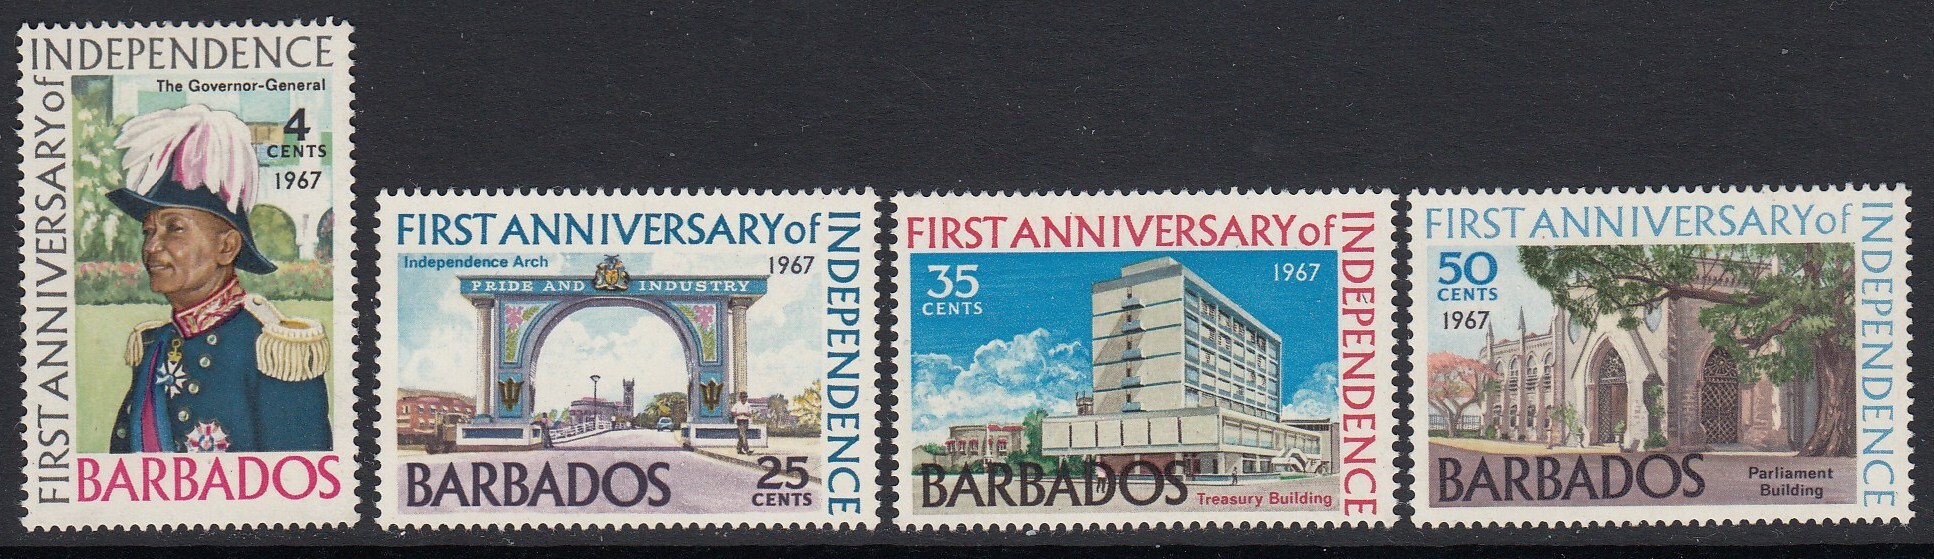 FIRST ANNIVERSARY of
INDEPENDENCE
The Governor-General
4
CENTS
1967
BARBADOS
FIRST ANNIVERSARY of
INDEPENDENCE
Independence Arch
1967
PRIDE AND INDUSTRY
BARBADOS
25
CENTS
FIRST ANNIVERSARY of
INDEPENDENCE
35
CENTS
1967
BARBADOS
Treasury Building
FIRST ANNIVERSARY of
INDEPENDENCE
50
CENTS
1967
BARBADOS
Parliament
Building